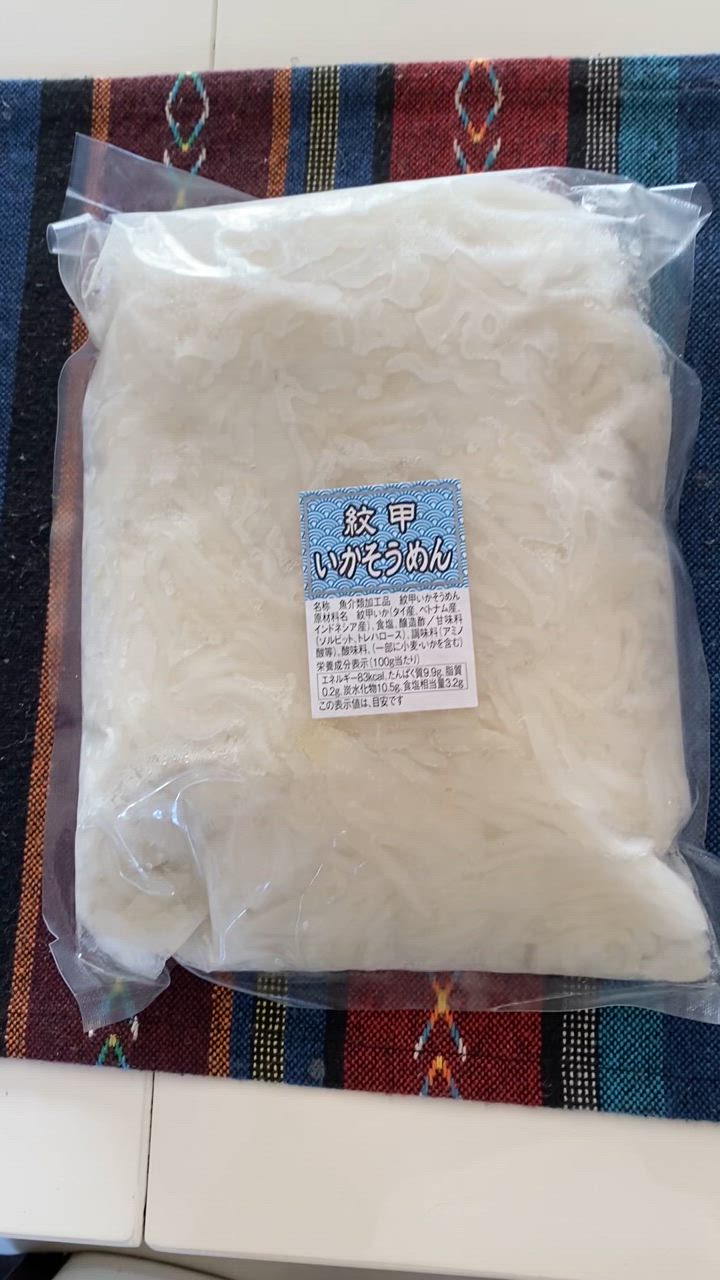 紋甲
いかそうめん
名称 魚介類加工品 紋甲いかそうめん
原材料名 紋甲いか(タイ産、ベトナム産、
インドネシア産)、食塩、醸造酢/甘味料
(ソルビット、トレハロース)、調味料(アミノ
酸等)、酸味料、(一部に小麦・いかを含む)
栄養成分表示(100g当たり)
エネルギー83kcal、たんぱく質9.9g、脂質
0.2g、炭水化物10.5g、食塩相当量3.2g
この表示値は、目安です